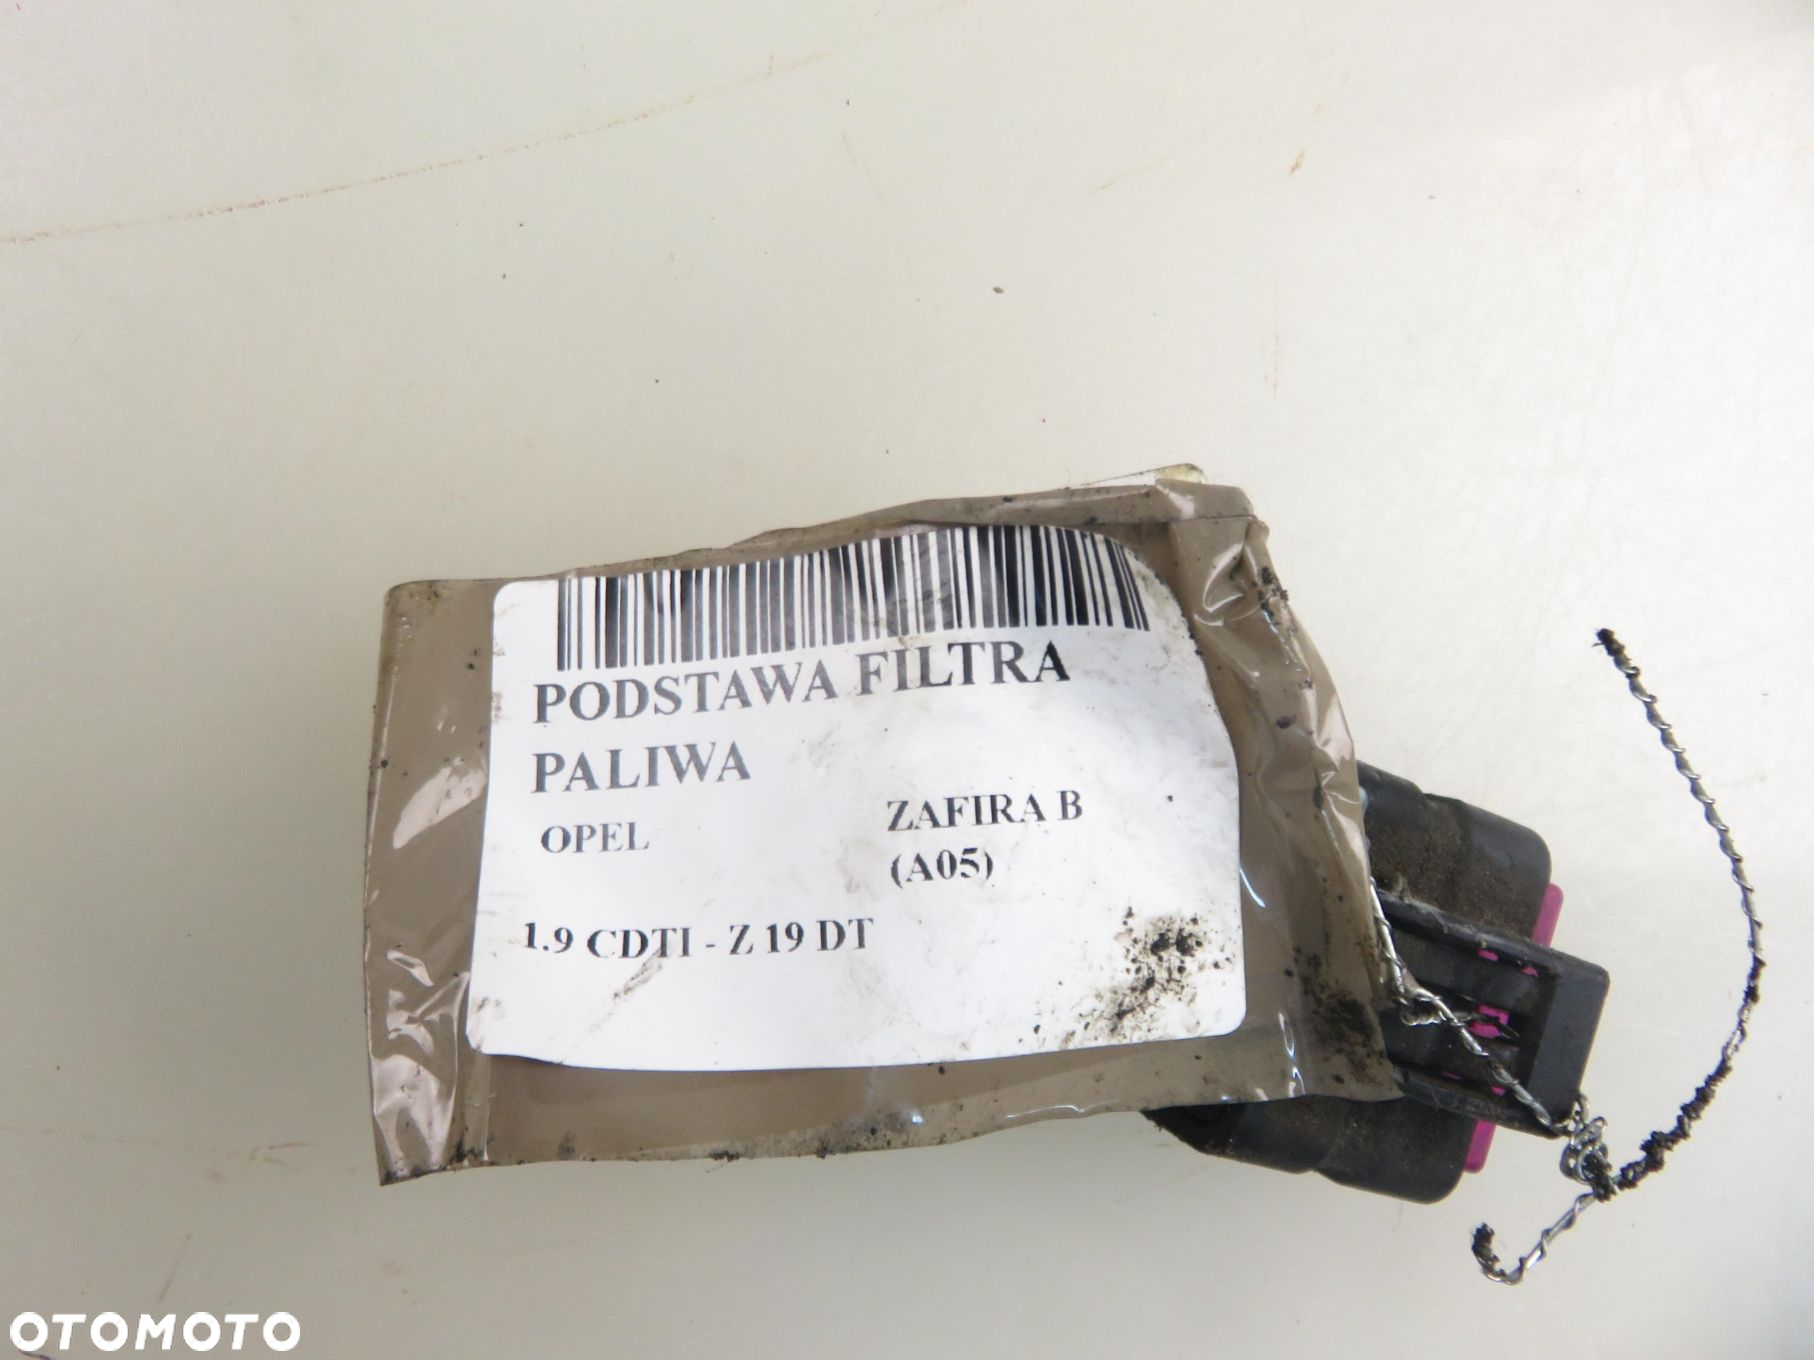 PODSTAWA FILTRA
PALIWA
OPEL
ZAFIRA B
(A05)
1.9 CDTI - Z 19 DT
OTOMOTO